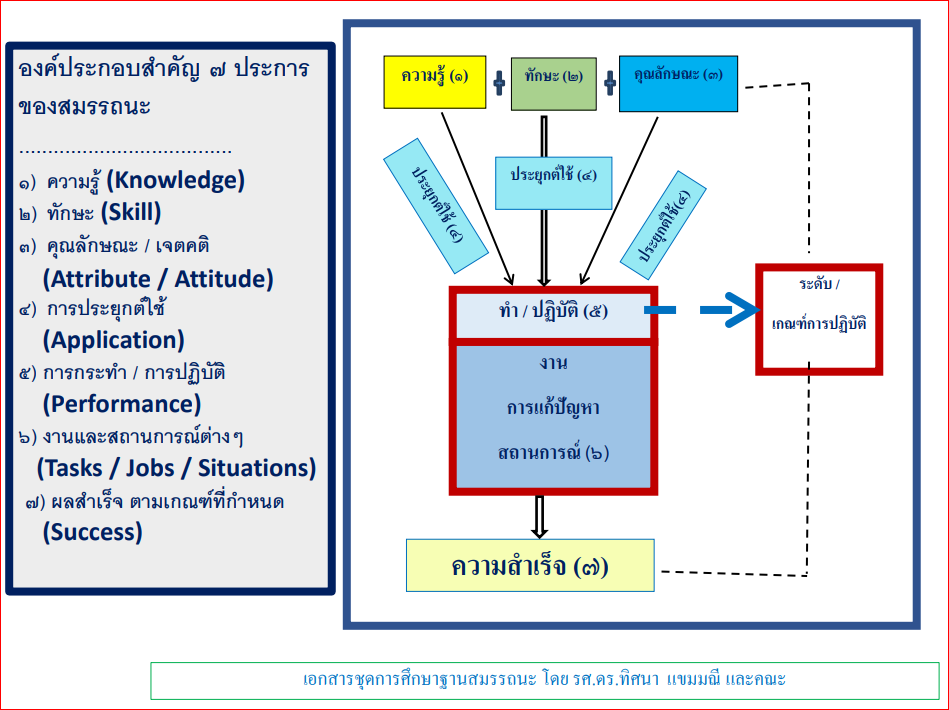 องค์ประกอบสำคัญ ๗ ประการ
ของสมรรถนะ
.....................................
๑) ความรู้ (Knowledge)
๒) ทักษะ (Skill)
๓) คุณลักษณะ / เจตคติ
(Attribute / Attitude)
๔) การประยุกต์ใช้
(Application)
๕) การกระทำ / การปฏิบัติ
(Performance)
๖) งานและสถานการณ์ต่างๆ
(Tasks / Jobs / Situations)
๗) ผลสำเร็จ ตามเกณฑ์ที่กำหนด
(Success)
ความรู้ (๑)
ทักษะ (๒)
คุณลักษณะ (๓)
ประยุกต์ใช้ (๔)
ประยุกต์ใช้ (๔)
ประยุกต์ใช้(๔)
ทำ / ปฏิบัติ (๕)
งาน
การแก้ปัญหา
สถานการณ์ (๖)
ระดับ /
เกณฑ์การปฏิบัติ
ความสำเร็จ (๗)
เอกสารชุดการศึกษาฐานสมรรถนะ โดย รศ.ดร.ทิศนา แขมมณี และคณะ